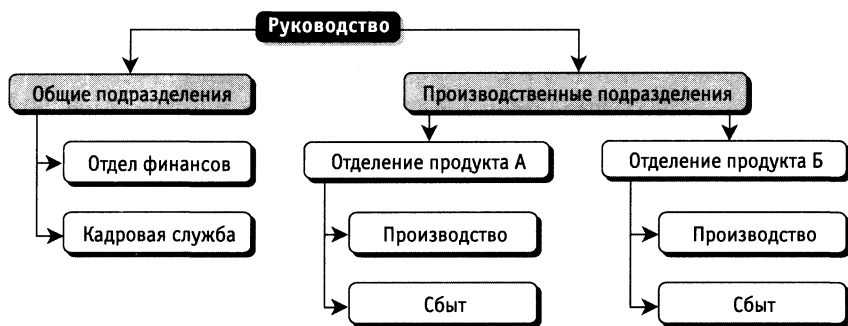 Руководство
Общие подразделения
Производственные подразделения
Отдел финансов
Отделение продукта А
Отделение продукта Б
Кадровая служба
Производство
Производство
Сбыт
Сбыт